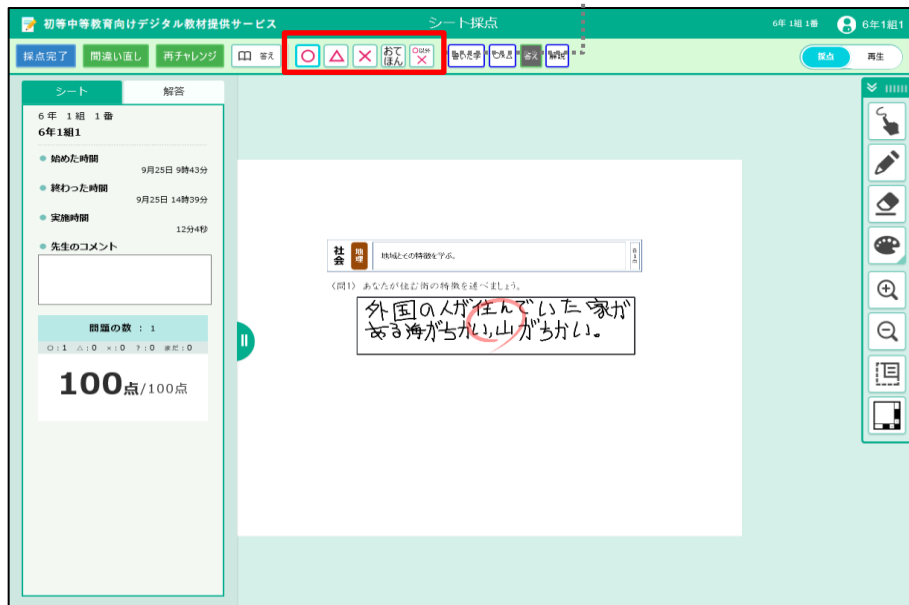 初等中等教育向けデジタル教材提供サービス
シート採点
6年 1組 1番
6年1組1
採点完了
間違い直し
再チャレンジ
答え
おてほん
○以外×
答え
解説
採点
再生
シート
解答
6年 1組 1番
6年1組1
始めた時間
9月25日 9時43分
終わった時間
9月25日 14時39分
実施時間
12分4秒
先生のコメント
問題の数 : 1
○:1 △:0 ×:0 ?:0 まだ:0
100点/100点
社会
地理
地域とその特徴を学ぶ。
(問1) あなたが住む街の特徴を述べましょう。
外国の人が住んでいた家が
ある海がちかい,山がちかい。